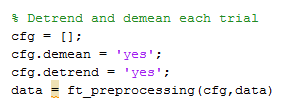 % Detrend and demean each trial
cfg = [];
cfg.demean = 'yes';
cfg.detrend = 'yes';
data = ft_preprocessing(cfg,data)